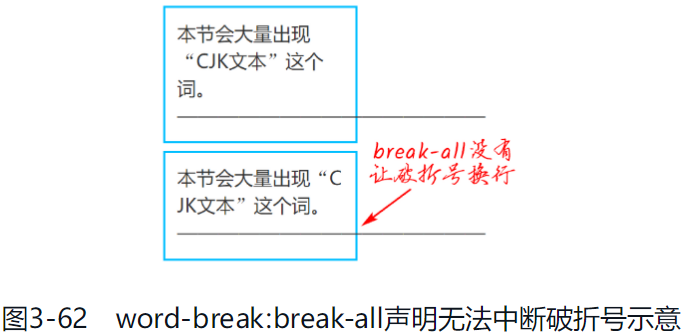 本节会大量出现
“CJK文本”这个
词。
本节会大量出现“C
JK文本”这个词。
break-all没有
让破折号换行
图3-62 word-break:break-all声明无法中断破折号示意